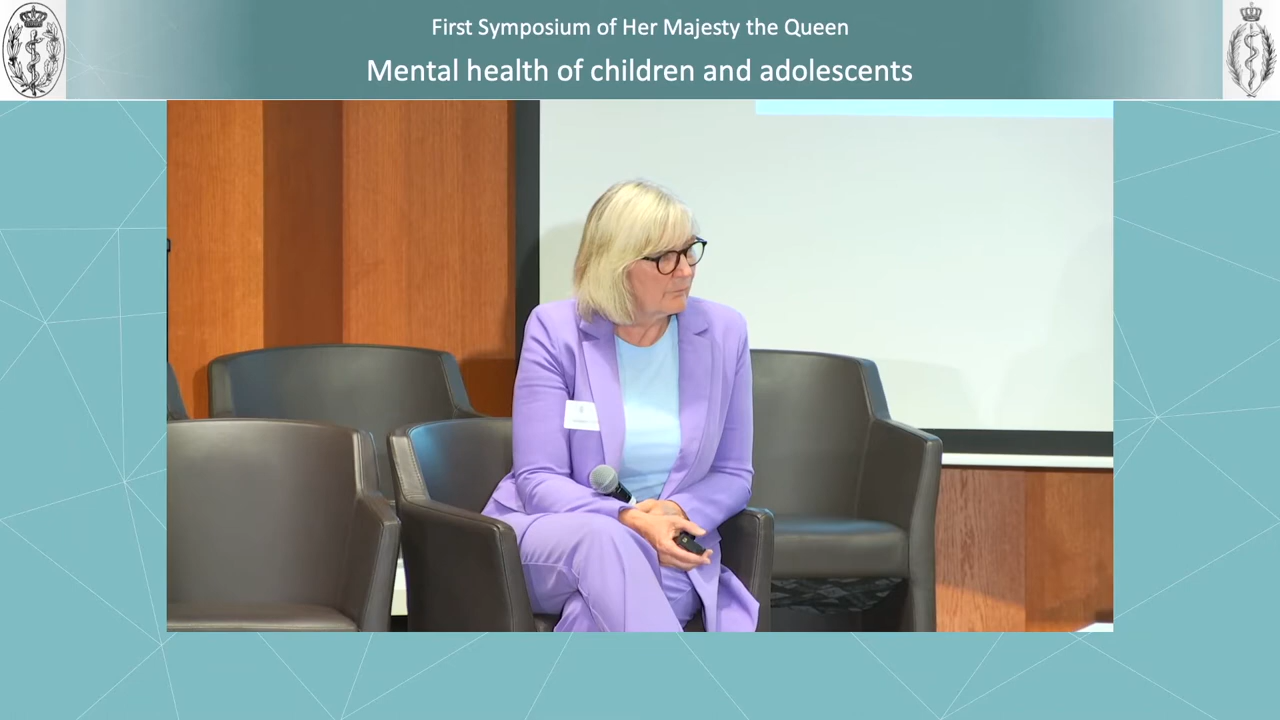 First Symposium of Her Majesty the Queen
Mental health of children and adolescents